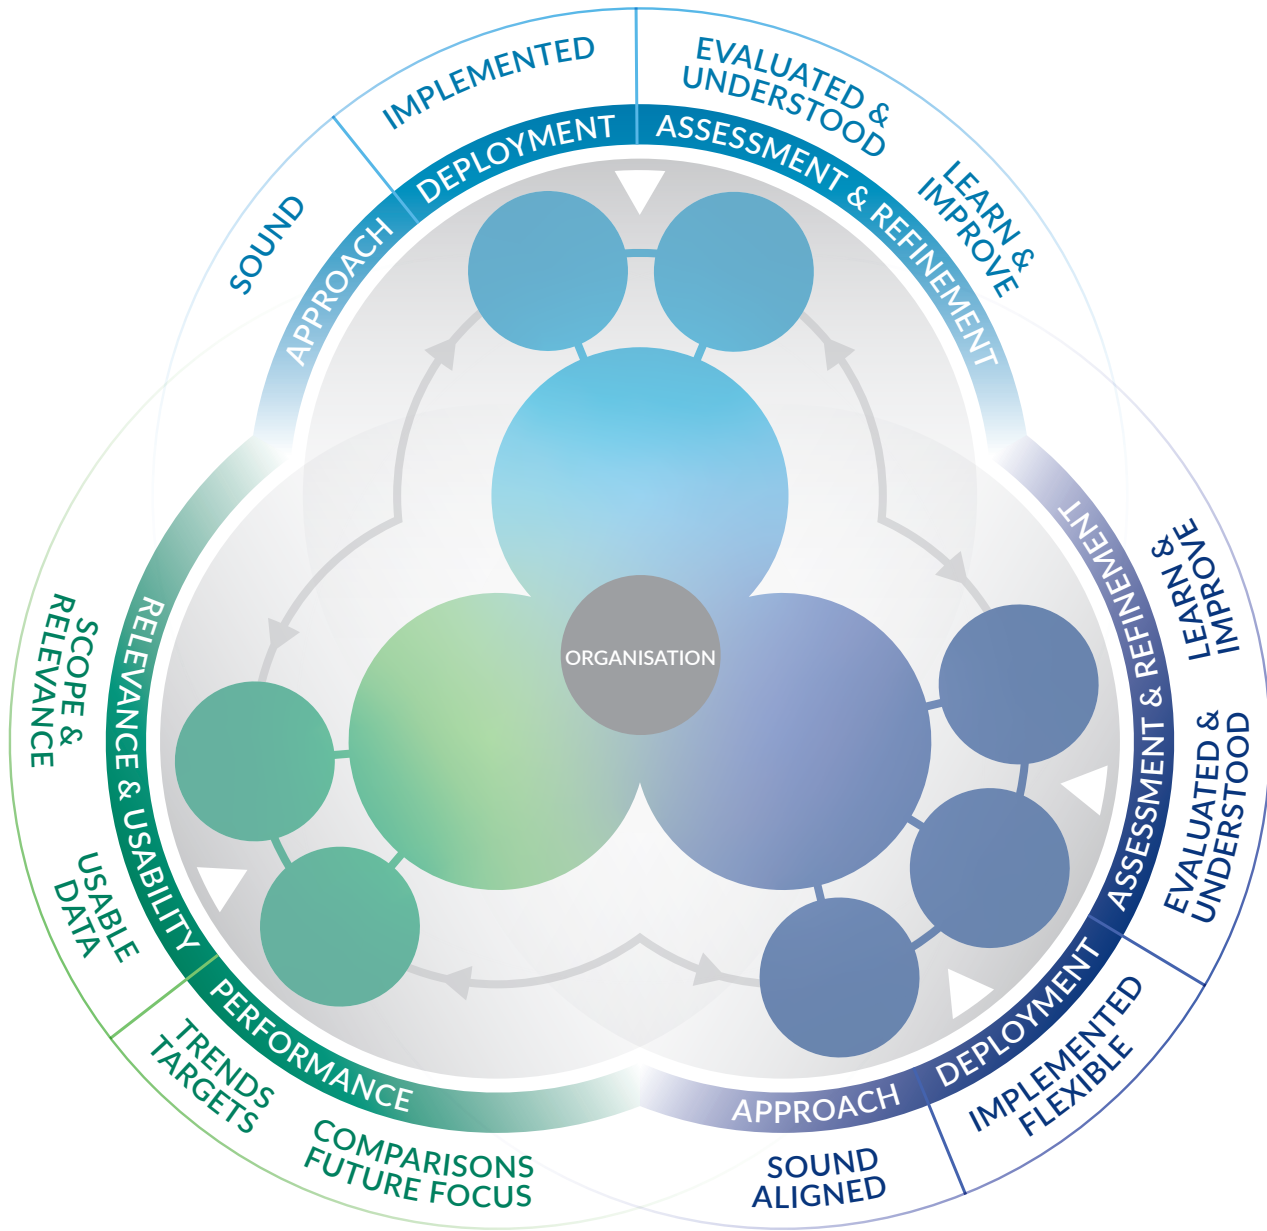 IMPLEMENTED
EVALUATED &
UNDERSTOOD
DEPLOYMENT
ASSESSMENT & REFINEMENT
LEARN &
IMPROVE
SOUND
APPROACH
ORGANISATION
SCOPE &
RELEVANCE
RELEVANCE & USABILITY
USABLE
DATA
PERFORMANCE
TRENDS
TARGETS
COMPARISONS
FUTURE FOCUS
ASSESSMENT & REFINEMENT
LEARN &
IMPROVE
EVALUATED &
UNDERSTOOD
DEPLOYMENT
IMPLEMENTED
FLEXIBLE
APPROACH
SOUND
ALIGNED